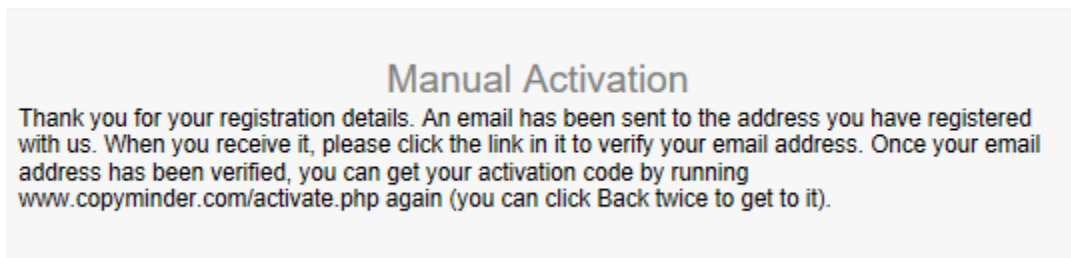 Manual Activation
Thank you for your registration details. An email has been sent to the address you have registered
with us. When you receive it, please click the link in it to verify your email address. Once your email
address has been verified, you can get your activation code by running
www.copyminder.com/activate.php again (you can click Back twice to get to it).